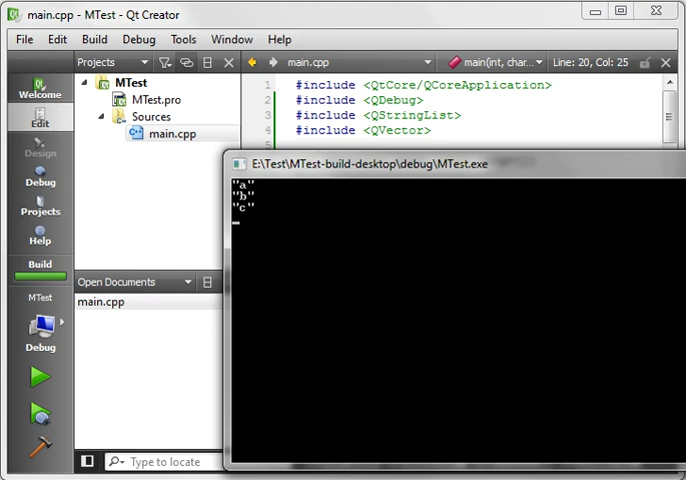 main.cpp - MTest - Qt Creator
File Edit Build Debug Tools Window Help
Projects main.cpp main(int, char... Line: 20, Col: 25
Welcome
Edit
Design
Debug
Projects
Help
Build
MTest
Debug
MTest
MTest.pro
Sources
main.cpp
Open Documents
main.cpp
Type to locate
1 #include <QtCore/QCoreApplication>
2 #include <QDebug>
3 #include <QStringList>
4 #include <QVector>
5
E:\Test\MTest-build-desktop\debug\MTest.exe
"a"
"b"
"c"